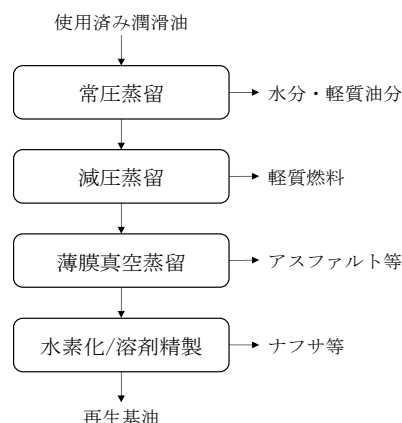 使用済み潤滑油
常圧蒸留
水分・軽質油分
減圧蒸留
軽質燃料
薄膜真空蒸留
アスファルト等
水素化/溶剤精製
ナフサ等
再生基油